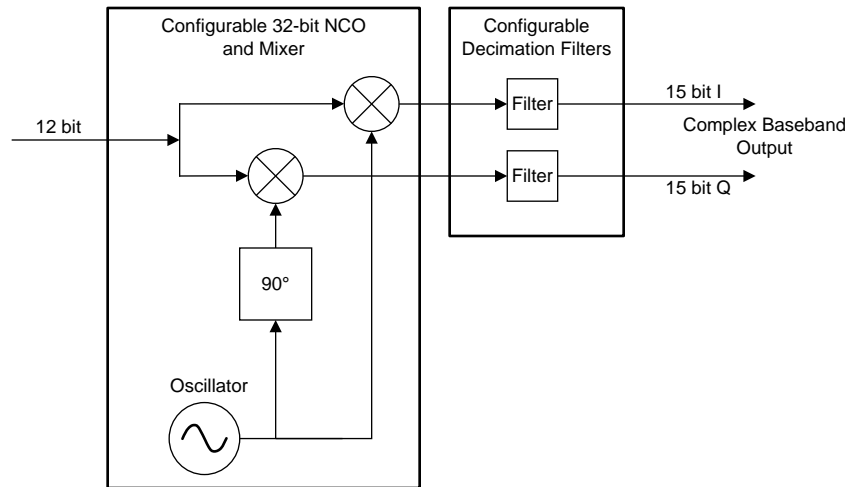 Configurable 32-bit NCO
and Mixer
Configurable
Decimation Filters
12 bit
Filter
15 bit I
Complex Baseband
Output
Filter
15 bit Q
90°
Oscillator